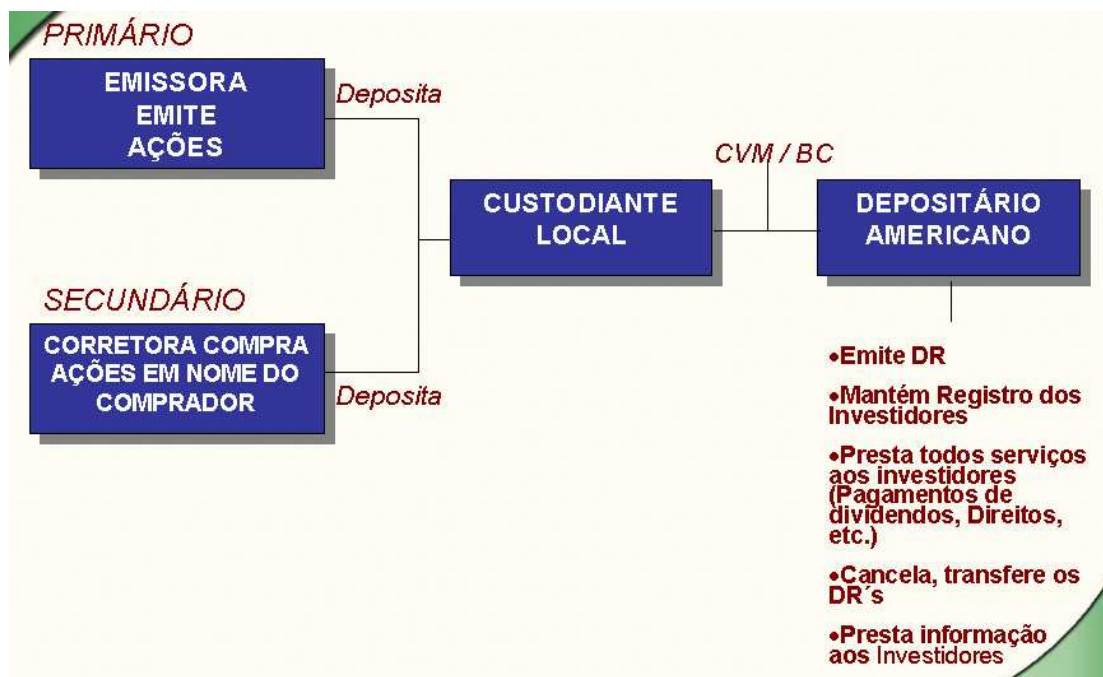 PRIMÁRIO
EMISSORA
EMITE
AÇÕES
Deposita
SECUNDÁRIO
CORRETORA COMPRA
AÇÕES EM NOME DO
COMPRADOR
Deposita
CUSTODIANTE
LOCAL
CVM / BC
DEPOSITÁRIO
AMERICANO
•Emite DR
•Mantém Registro dos
Investidores
•Presta todos serviços
aos investidores
(Pagamentos de
dividendos, Direitos,
etc.)
•Cancela, transfere os
DR´s
•Presta informação
aos Investidores